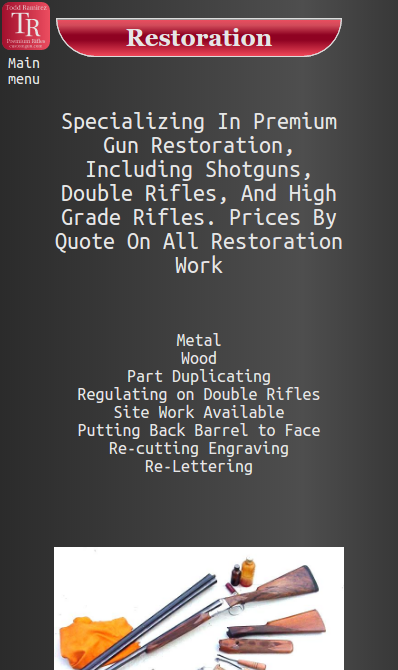 Todd Ramirez
TR
Premium Rifles
Restoration
Main
menu
Specializing In Premium
Gun Restoration,
Including Shotguns,
Double Rifles, And High
Grade Rifles. Prices By
Quote On All Restoration
Work
Metal
Wood
Part Duplicating
Regulating on Double Rifles
Site Work Available
Putting Back Barrel to Face
Re-cutting Engraving
Re-Lettering